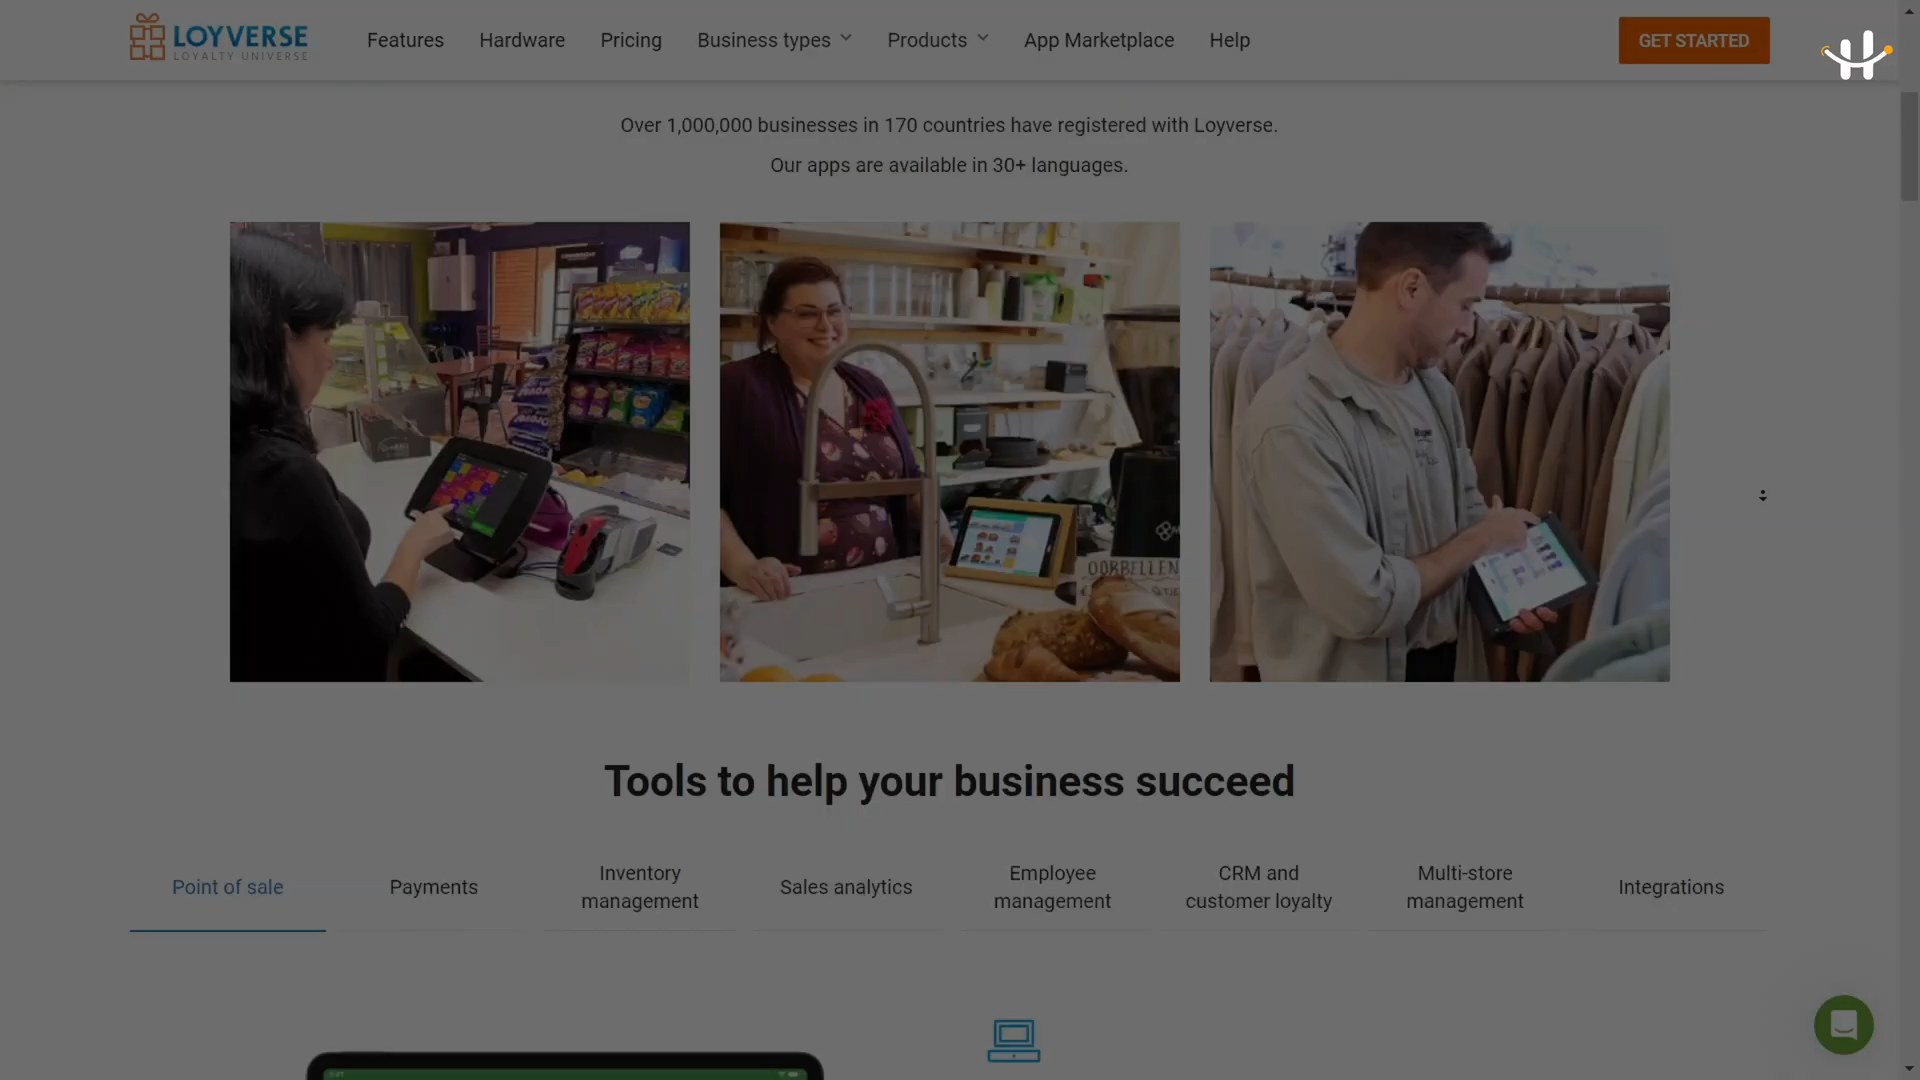 LOYVERSE
LOYALTY UNIVERSE
Features
Hardware
Pricing
Business types
Products
App Marketplace
Help
GET STARTED
Over 1,000,000 businesses in 170 countries have registered with Loyverse.
Our apps are available in 30+ languages.
OORBELLEN
Tools to help your business succeed
Point of sale
Payments
Inventory
management
Sales analytics
Employee
management
CRM and
customer loyalty
Multi-store
management
Integrations